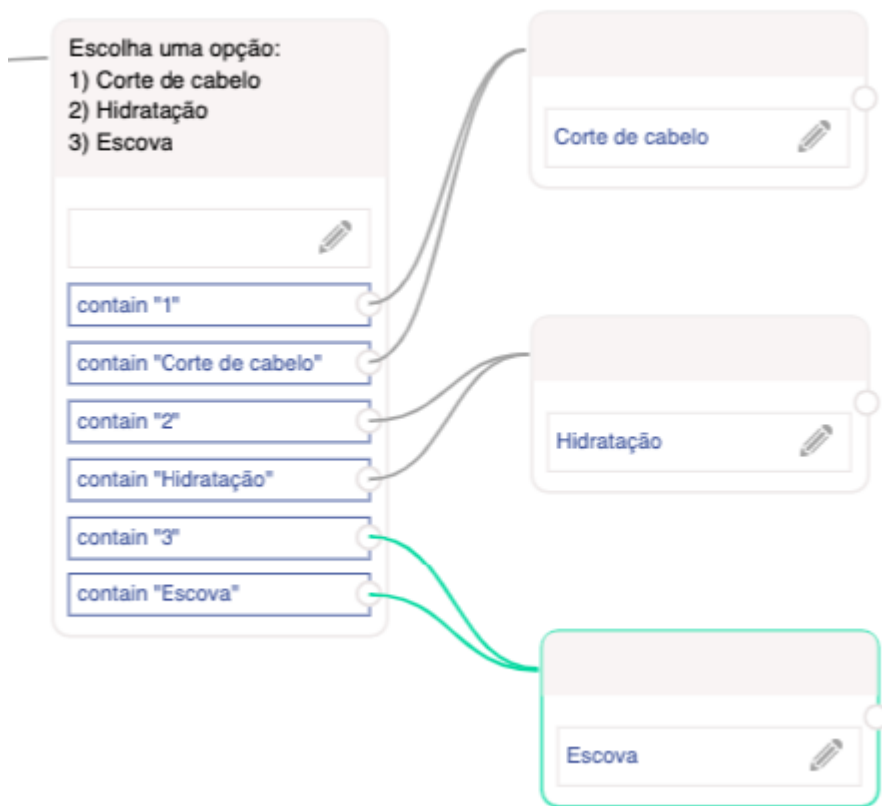 Escolha uma opção:
1) Corte de cabelo
2) Hidratação
3) Escova
contain "1"
contain "Corte de cabelo"
contain "2"
contain "Hidratação"
contain "3"
contain "Escova"
Corte de cabelo
Hidratação
Escova